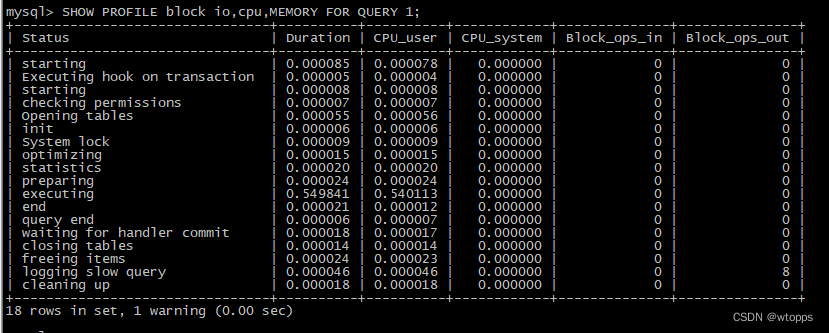 mysql> SHOW PROFILE block io,cpu,MEMORY FOR QUERY 1;
+--------------------------------+----------+----------+------------+--------------+---------------+
| Status                         | Duration | CPU_user | CPU_system | Block_ops_in | Block_ops_out |
+--------------------------------+----------+----------+------------+--------------+---------------+
| starting                       | 0.000085 | 0.000078 |   0.000000 |            0 |             0 |
| Executing hook on transaction  | 0.000005 | 0.000004 |   0.000000 |            0 |             0 |
| starting                       | 0.000008 | 0.000008 |   0.000000 |            0 |             0 |
| checking permissions           | 0.000007 | 0.000007 |   0.000000 |            0 |             0 |
| Opening tables                 | 0.000055 | 0.000056 |   0.000000 |            0 |             0 |
| init                           | 0.000006 | 0.000006 |   0.000000 |            0 |             0 |
| System lock                    | 0.000009 | 0.000009 |   0.000000 |            0 |             0 |
| optimizing                     | 0.000015 | 0.000015 |   0.000000 |            0 |             0 |
| statistics                     | 0.000020 | 0.000020 |   0.000000 |            0 |             0 |
| preparing                      | 0.000024 | 0.000024 |   0.000000 |            0 |             0 |
| executing                      | 0.549841 | 0.540113 |   0.000000 |            0 |             0 |
| end                            | 0.000021 | 0.000012 |   0.000000 |            0 |             0 |
| query end                      | 0.000006 | 0.000007 |   0.000000 |            0 |             0 |
| waiting for handler commit     | 0.000018 | 0.000017 |   0.000000 |            0 |             0 |
| closing tables                 | 0.000014 | 0.000014 |   0.000000 |            0 |             0 |
| freeing items                  | 0.000024 | 0.000023 |   0.000000 |            0 |             0 |
| logging slow query             | 0.000046 | 0.000046 |   0.000000 |            0 |             8 |
| cleaning up                    | 0.000018 | 0.000018 |   0.000000 |            0 |             0 |
+--------------------------------+----------+----------+------------+--------------+---------------+
18 rows in set, 1 warning (0.00 sec)
CSDN @wtopps